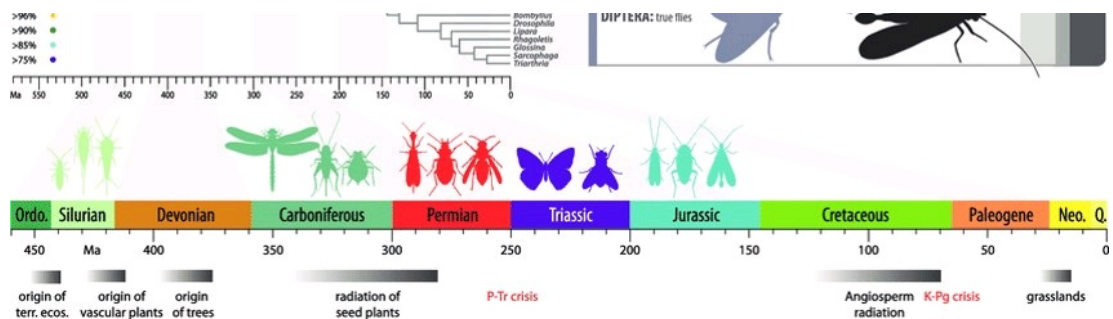 >96%
>90%
>85%
>75%
Bombylius
Drosophila
Lipara
Rhagoletis
Glossina
Sarcophaga
Triarthria
DIPTERA: true flies
Ma 550 500 450 400 350 300 250 200 150 100 50 0
Ordo. Silurian Devonian Carboniferous Permian Triassic Jurassic Cretaceous Paleogene Neo. Q.
450 Ma 400 350 300 250 200 150 100 50 0
origin of
terr. ecos.
origin of
vascular plants
origin
of trees
radiation of
seed plants
P-Tr crisis
Angiosperm
radiation
K-Pg crisis
grasslands